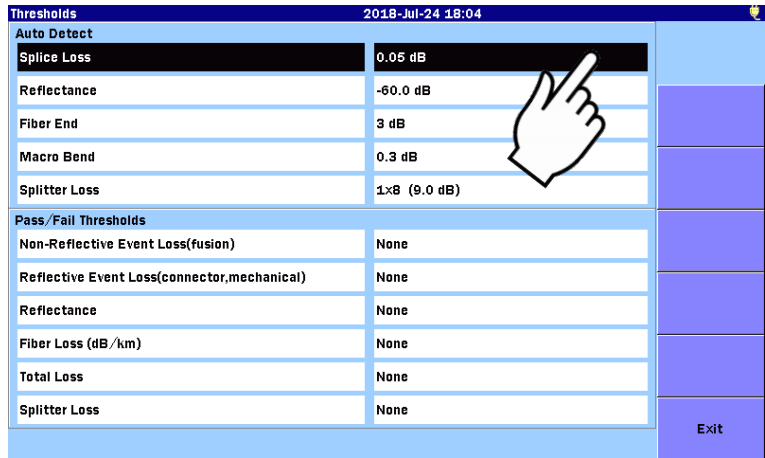 Thresholds 2018-Jul-24 18:04
Auto Detect
Splice Loss 0.05 dB
Reflectance -60.0 dB
Fiber End 3 dB
Macro Bend 0.3 dB
Splitter Loss 1×8 (9.0 dB)
Pass/Fail Thresholds
Non-Reflective Event Loss(fusion) None
Reflective Event Loss(connector,mechanical) None
Reflectance None
Fiber Loss (dB/km) None
Total Loss None
Splitter Loss None
Exit